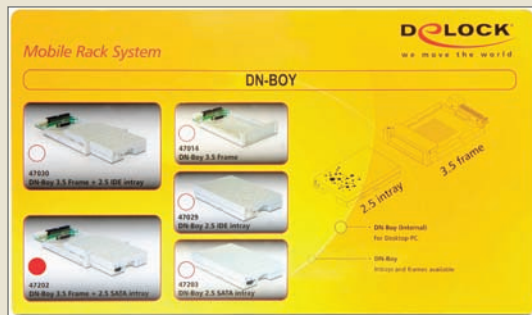 DELOCK
we move the world
Mobile Rack System
DN-BOY
47030
DN-Boy 3.5 Frame + 2.5 IDE intray
47202
DN-Boy 3.5 Frame + 2.5 SATA intray
47014
DN-Boy 3.5 Frame
47029
DN-Boy 2.5 IDE intray
47203
DN-Boy 2.5 SATA intray
3.5 frame
2.5 intray
DN Boy (Internal)
for Desktop-PC
DN-Boy
Intrays and frames available